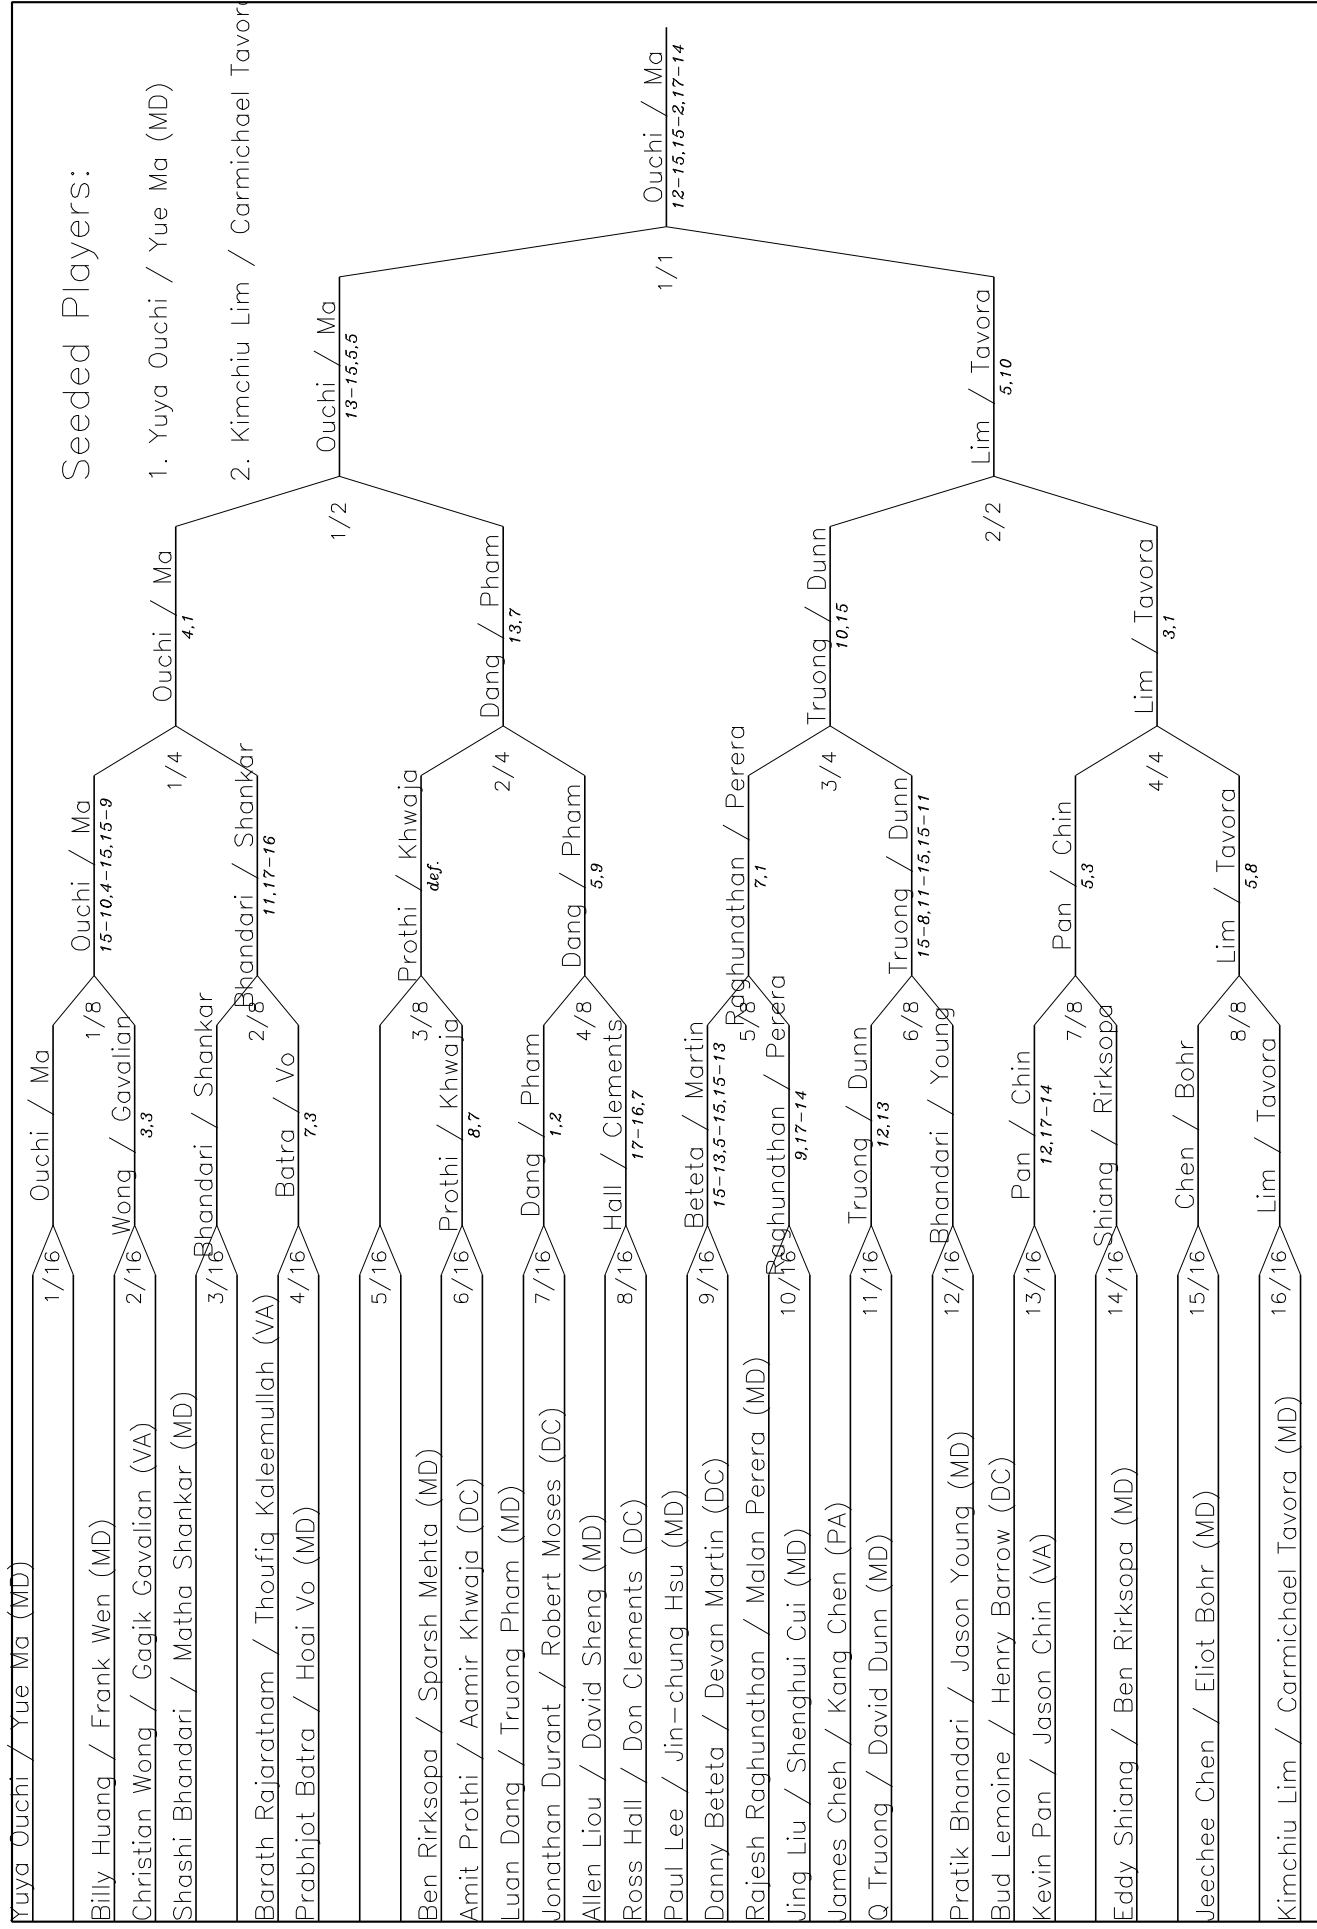 Seeded Players:
1. Yuya Ouchi / Yue Ma (MD)
2. Kimchiu Lim / Carmichael Tavora
Yuya Ouchi / Yue Ma (MD)
Billy Huang / Frank Wen (MD)
Christian Wong / Gagik Gavalian (VA)
Shashi Bhandari / Matha Shankar (MD)
Barath Rajaratnam / Thoufiq Kaleemullah (VA)
Prabhjot Batra / Hoai Vo (MD)
Ben Rirksopa / Sparsh Mehta (MD)
Amit Prothi / Aamir Khwaja (DC)
Luan Dang / Truong Pham (MD)
Jonathan Durant / Robert Moses (DC)
Allen Liou / David Sheng (MD)
Ross Hall / Don Clements (DC)
Paul Lee / Jin-chung Hsu (MD)
Danny Beteta / Devan Martin (DC)
Rajesh Raghunathan / Malan Perera (MD)
Jing Liu / Shenghui Cui (MD)
James Cheh / Kang Chen (PA)
Q Truong / David Dunn (MD)
Pratik Bhandari / Jason Young (MD)
Bud Lemoine / Henry Barrow (DC)
Kevin Pan / Jason Chin (VA)
Eddy Shiang / Ben Rirksopa (MD)
Jeechee Chen / Eliot Bohr (MD)
Kimchiu Lim / Carmichael Tavora (MD)
1/16
2/16
3/16
4/16
5/16
6/16
7/16
8/16
9/16
10/16
11/16
12/16
13/16
14/16
15/16
16/16
Ouchi / Ma
Wong / Gavalian
3,3
Bhandari / Shankar
Batra / Vo
7,3
Prothi / Khwaja
8,7
Dang / Pham
1,2
Hall / Clements
17-16,7
Beteta / Martin
15-13,5-15,15-13
Raghunathan / Perera
9,17-14
Truong / Dunn
12,13
Bhandari / Young
Pan / Chin
12,17-14
Shiang / Rirksopa
Chen / Bohr
Lim / Tavora
1/8
2/8
3/8
4/8
5/8
6/8
7/8
8/8
Ouchi / Ma
15-10,4-15,15-9
Bhandari / Shankar
11,17-16
Prothi / Khwaja
def.
Dang / Pham
5,9
Raghunathan / Perera
7,1
Truong / Dunn
15-8,11-15,15-11
Pan / Chin
5,3
Lim / Tavora
5,8
1/4
2/4
3/4
4/4
Ouchi / Ma
4,1
Dang / Pham
13,7
Truong / Dunn
10,15
Lim / Tavora
3,1
1/2
2/2
Ouchi / Ma
13-15,5,5
Lim / Tavora
5,10
1/1
Ouchi / Ma
12-15,15-2,17-14